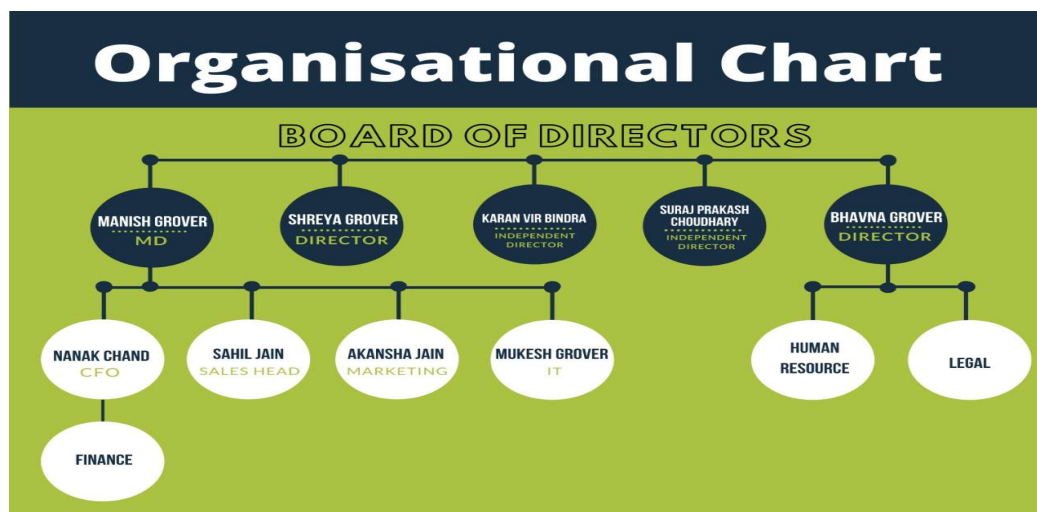 Organisational Chart
BOARD OF DIRECTORS
MANISH GROVER
MD
SHREYA GROVER
DIRECTOR
KARAN VIR BINDRA
INDEPENDENT
DIRECTOR
SURAJ PRAKASH
CHOUDHARY
INDEPENDENT
DIRECTOR
BHAVNA GROVER
DIRECTOR
NANAK CHAND
CFO
SAHIL JAIN
SALES HEAD
AKANSHA JAIN
MARKETING
MUKESH GROVER
IT
HUMAN
RESOURCE
LEGAL
FINANCE